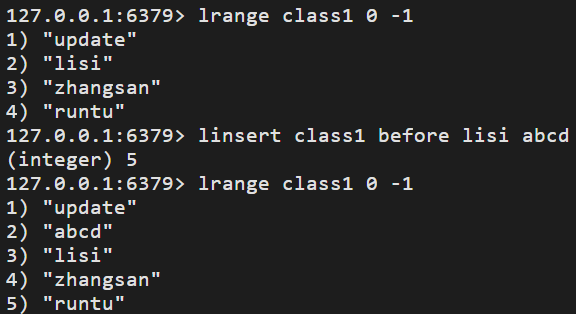 127.0.0.1:6379> lrange class1 0 -1
1) "update"
2) "lisi"
3) "zhangsan"
4) "runtu"
127.0.0.1:6379> linsert class1 before lisi abcd
(integer) 5
127.0.0.1:6379> lrange class1 0 -1
1) "update"
2) "abcd"
3) "lisi"
4) "zhangsan"
5) "runtu"